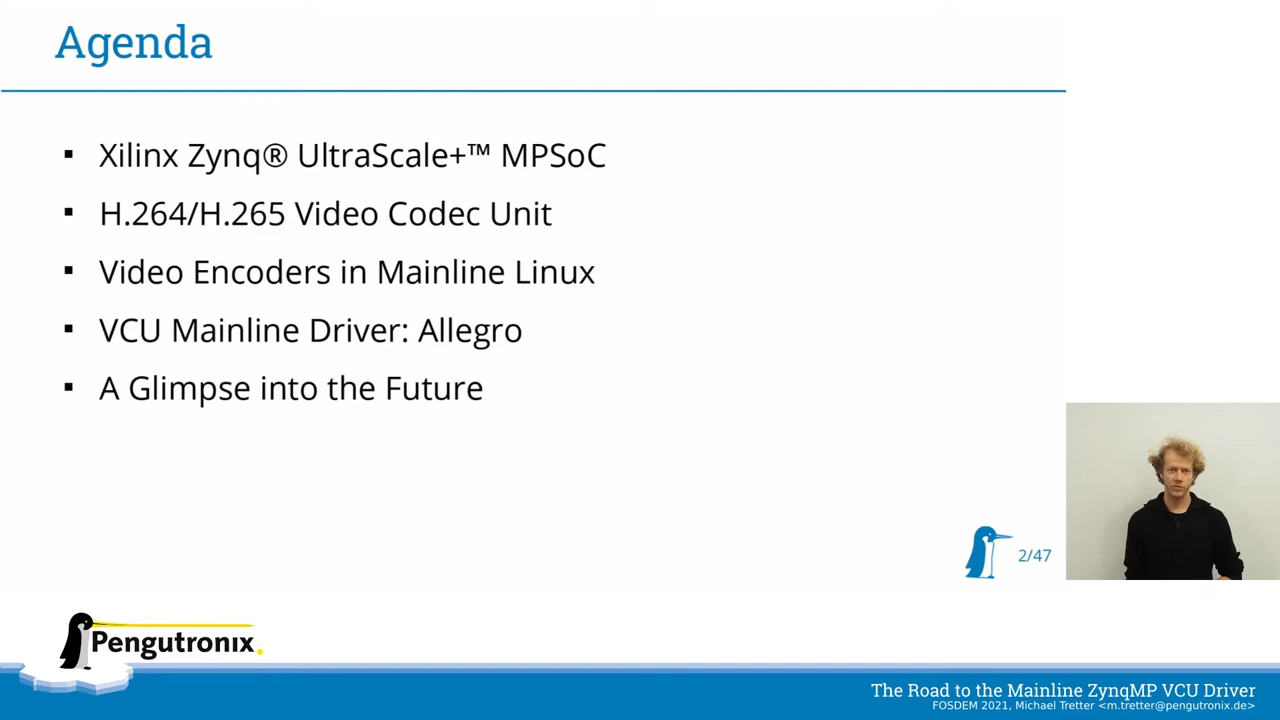 Agenda
▪ Xilinx Zynq® UltraScale+™ MPSoC
▪ H.264/H.265 Video Codec Unit
▪ Video Encoders in Mainline Linux
▪ VCU Mainline Driver: Allegro
▪ A Glimpse into the Future
2/47
Pengutronix
The Road to the Mainline ZynqMP VCU Driver
FOSDEM 2021, Michael Tretter <m.tretter@pengutronix.de>